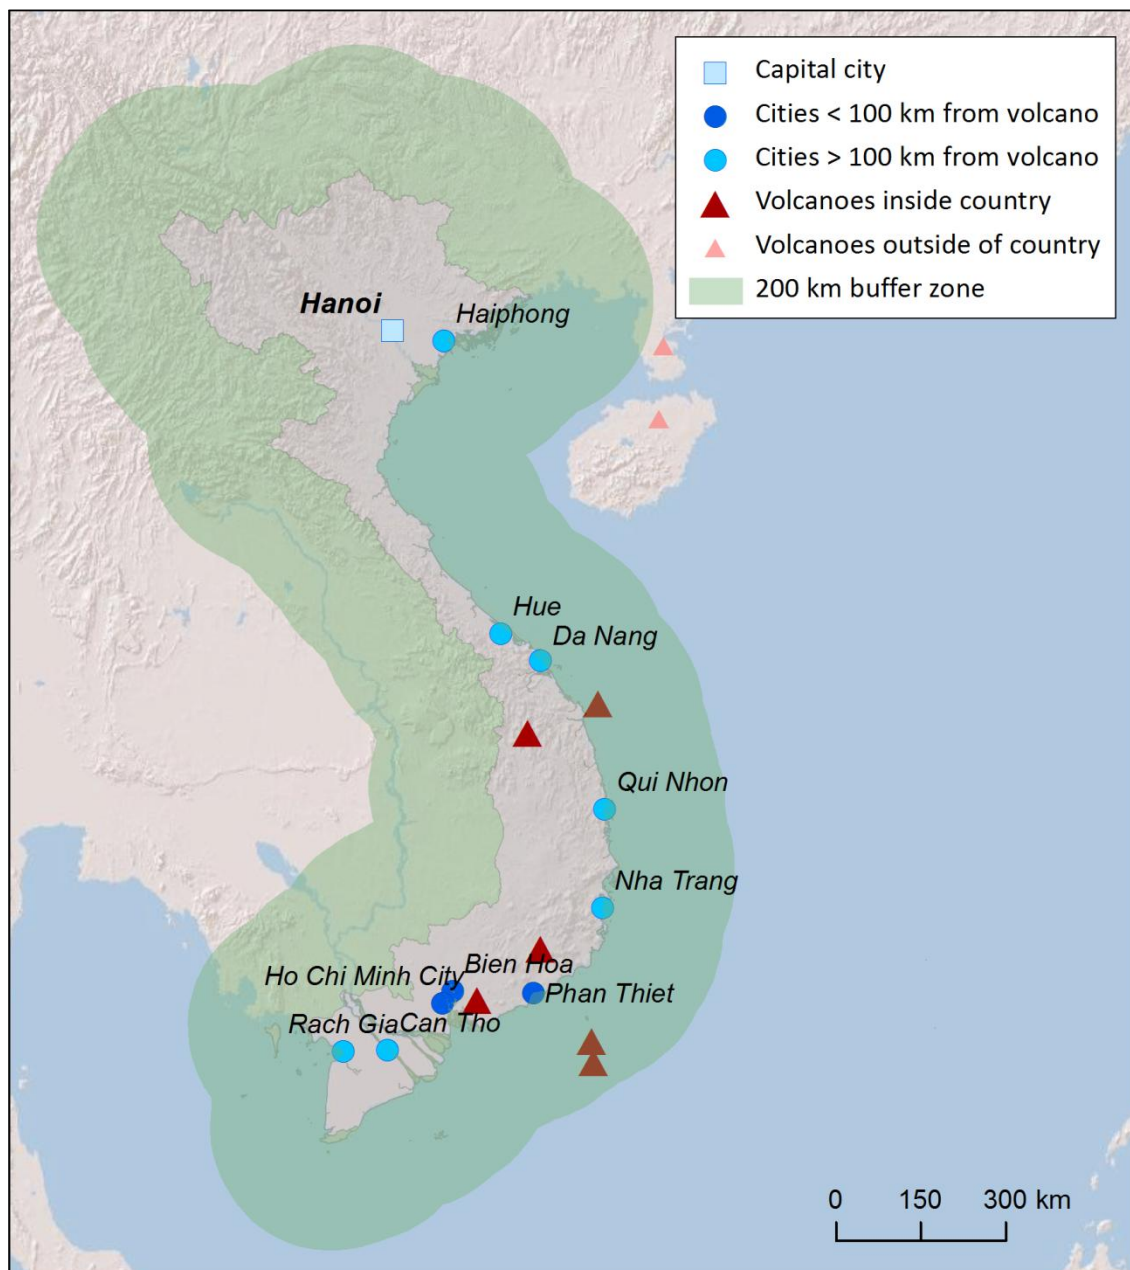 Capital city
Cities < 100 km from volcano
Cities > 100 km from volcano
Volcanoes inside country
Volcanoes outside of country
200 km buffer zone
Hanoi
Haiphong
Hue
Da Nang
Qui Nhon
Nha Trang
Bien Hoa
Ho Chi Minh City
Phan Thiet
Rach Gia
Can Tho
0 150 300 km